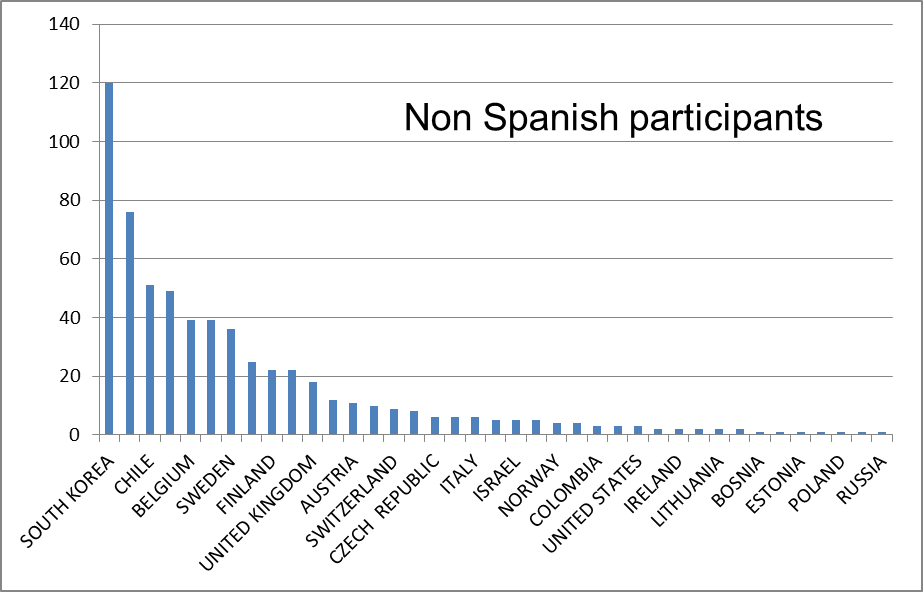 140
120
100
80
60
40
20
0
Non Spanish participants
SOUTH KOREA
CHILE
BELGIUM
SWEDEN
FINLAND
UNITED KINGDOM
AUSTRIA
SWITZERLAND
CZECH  REPUBLIC
ITALY
ISRAEL
NORWAY
COLOMBIA
UNITED STATES
IRELAND
LITHUANIA
BOSNIA
ESTONIA
POLAND
RUSSIA